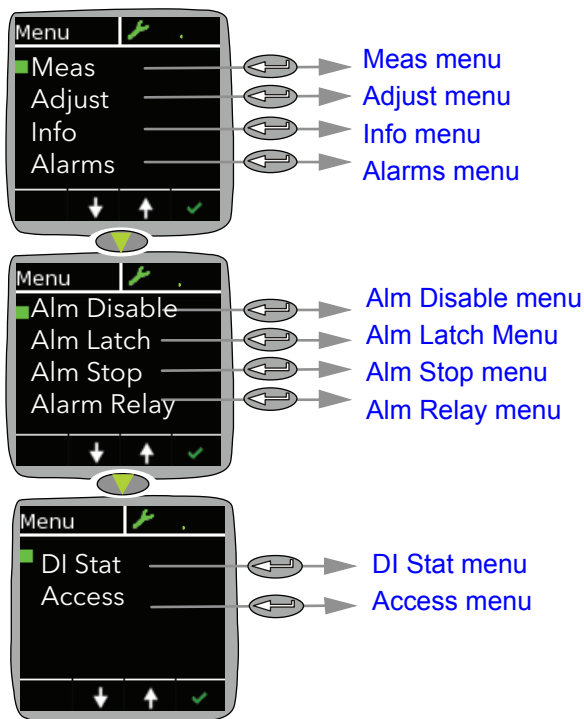 Menu
Meas Meas menu
Adjust Adjust menu
Info Info menu
Alarms Alarms menu
Menu
Alm Disable Alm Disable menu
Alm Latch Alm Latch Menu
Alm Stop Alm Stop menu
Alarm Relay Alm Relay menu
Menu
DI Stat DI Stat menu
Access Access menu